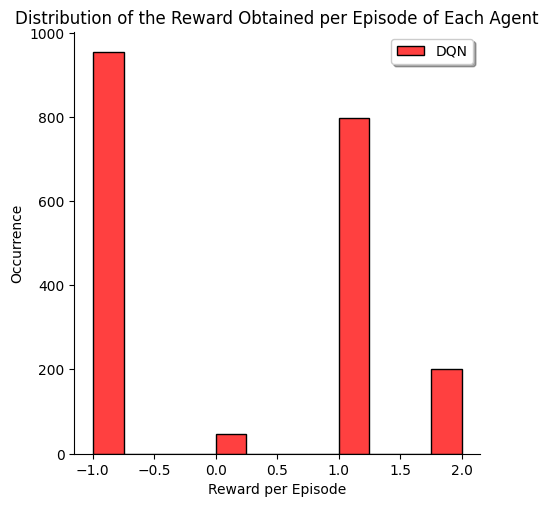 Distribution of the Reward Obtained per Episode of Each Agent
1000
DQN
800
600
Occurrence
400
200
0
−1.0 −0.5 0.0 0.5 1.0 1.5 2.0
Reward per Episode